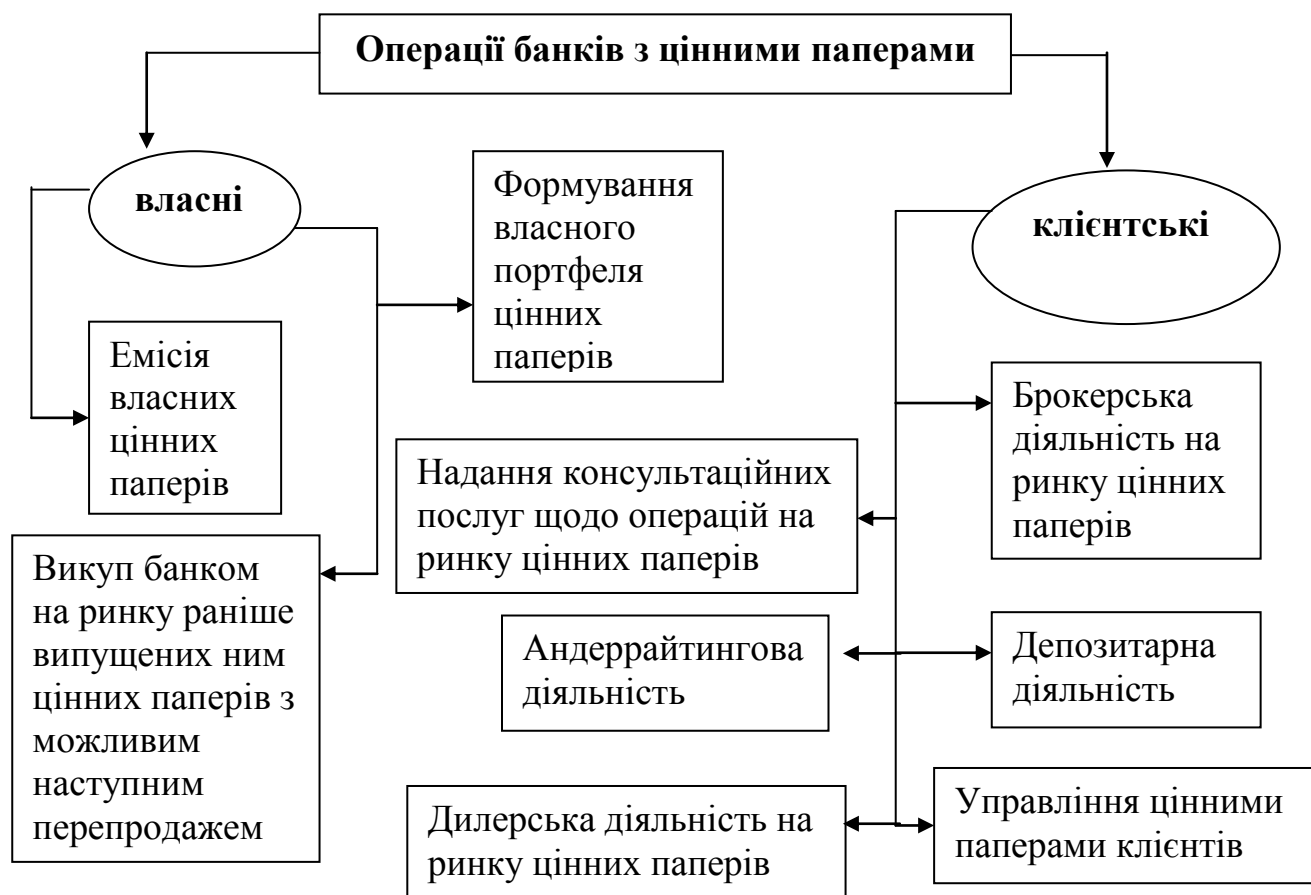 Операції банків з цінними паперами
власні
клієнтські
Формування
власного
портфеля
цінних
паперів
Емісія
власних
цінних
паперів
Викуп банком
на ринку раніше
випущених ним
цінних паперів з
можливим
наступним
перепродажем
Надання консультаційних
послуг щодо операцій на
ринку цінних паперів
Брокерська
діяльність на
ринку цінних
паперів
Андеррайтингова
діяльність
Депозитарна
діяльність
Дилерська діяльність на
ринку цінних паперів
Управління цінними
паперами клієнтів